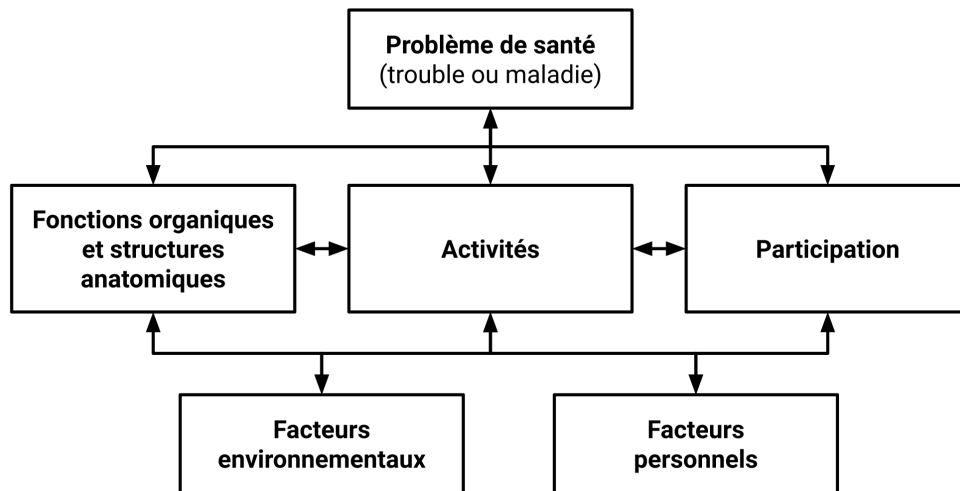 Problème de santé
(trouble ou maladie)
Fonctions organiques
et structures
anatomiques
Activités
Participation
Facteurs
environnementaux
Facteurs
personnels